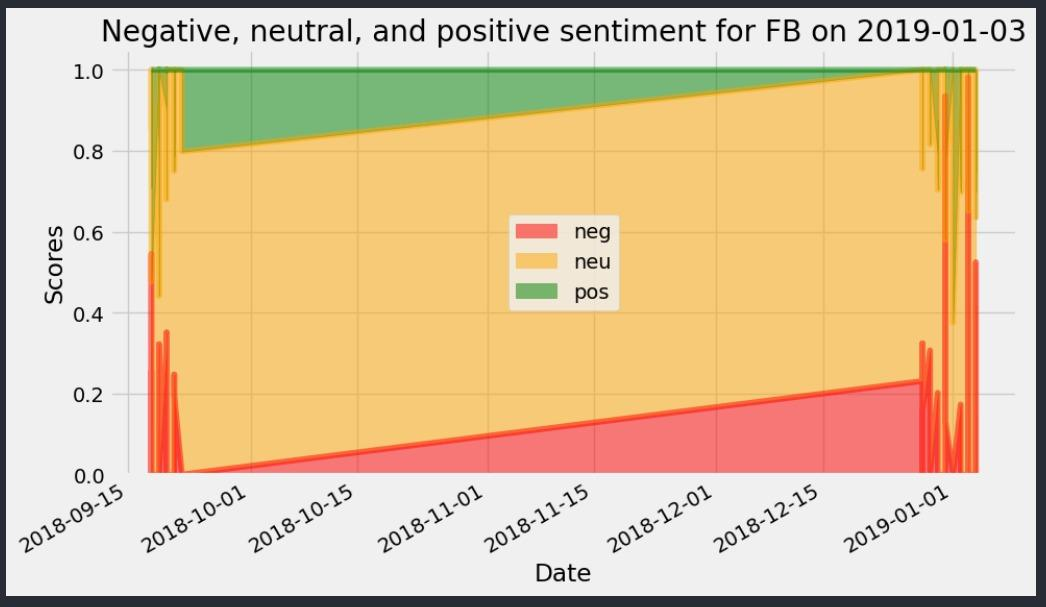 Negative, neutral, and positive sentiment for FB on 2019-01-03
1.0
0.8
0.6
0.4
0.2
0.0
Scores
neg
neu
pos
2018-09-15
2018-10-01
2018-10-15
2018-11-01
2018-11-15
2018-12-01
2018-12-15
2019-01-01
Date